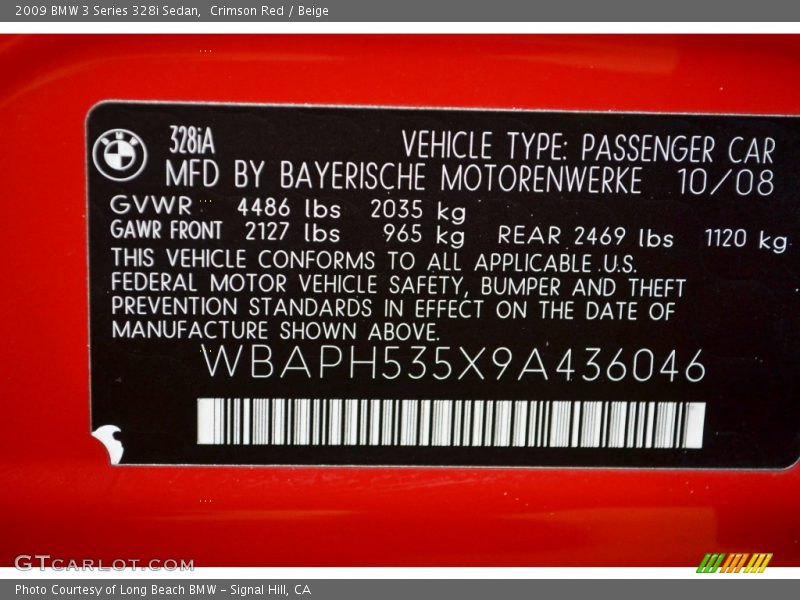 2009 BMW 3 Series 328i Sedan,  Crimson Red / Beige
328iA VEHICLE TYPE: PASSENGER CAR
MFD BY BAYERISCHE MOTORENWERKE 10/08
GVWR 4486 lbs 2035 kg
GAWR FRONT 2127 lbs 965 kg REAR 2469 lbs 1120 kg
THIS VEHICLE CONFORMS TO ALL APPLICABLE U.S.
FEDERAL MOTOR VEHICLE SAFETY, BUMPER AND THEFT
PREVENTION STANDARDS IN EFFECT ON THE DATE OF
MANUFACTURE SHOWN ABOVE.
WBAPH535X9A436046
GTCARLOT.COM
Photo Courtesy of Long Beach BMW - Signal Hill, CA